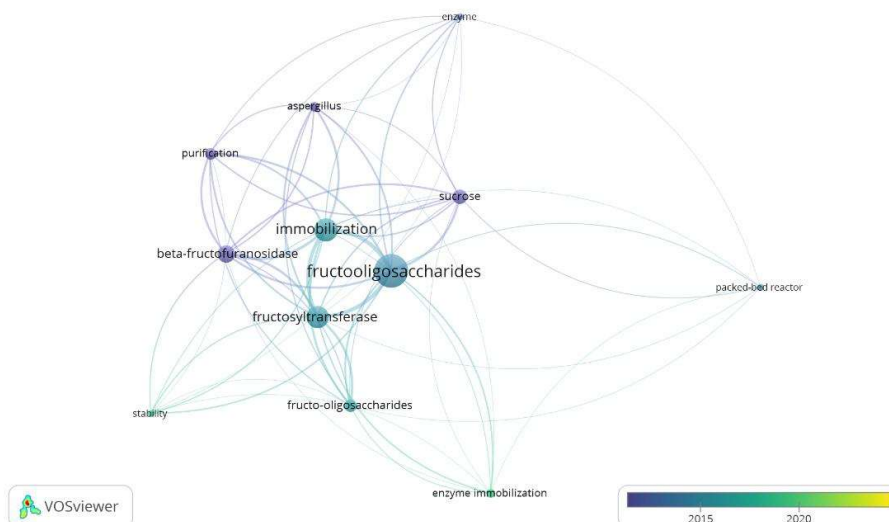 enzyme
aspergillus
purification
sucrose
immobilization
beta-fructofuranosidase
fructooligosaccharides
packed-bed reactor
fructosyltransferase
fructo-oligosaccharides
stability
enzyme immobilization
VOSviewer
2015
2020